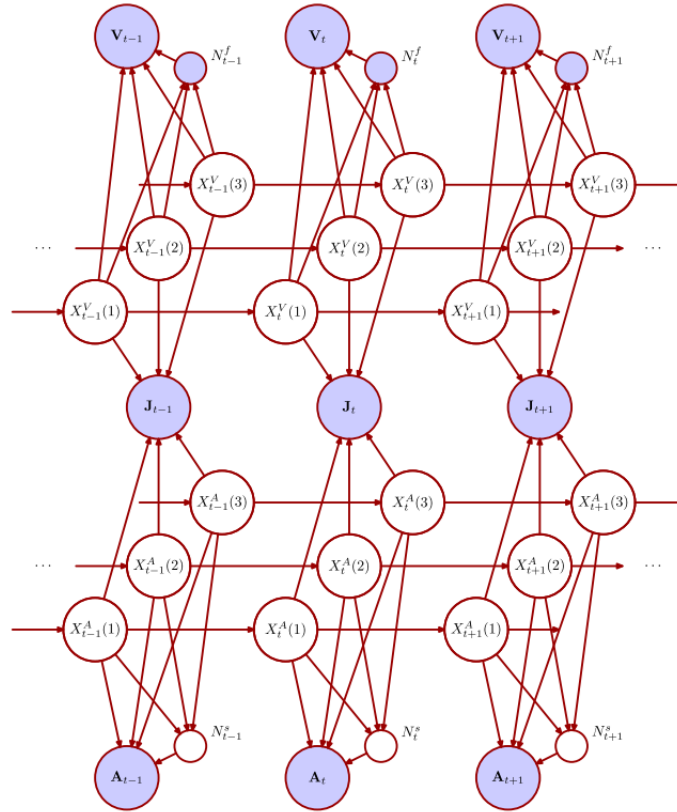 V_{t−1} N^f_{t−1} V_t N^f_t V_{t+1} N^f_{t+1}
X^V_{t−1}(3) X^V_t(3) X^V_{t+1}(3)
… X^V_{t−1}(2) X^V_t(2) X^V_{t+1}(2) …
X^V_{t−1}(1) X^V_t(1) X^V_{t+1}(1)
J_{t−1} J_t J_{t+1}
X^A_{t−1}(3) X^A_t(3) X^A_{t+1}(3)
… X^A_{t−1}(2) X^A_t(2) X^A_{t+1}(2) …
X^A_{t−1}(1) X^A_t(1) X^A_{t+1}(1)
N^s_{t−1} N^s_t N^s_{t+1}
A_{t−1} A_t A_{t+1}